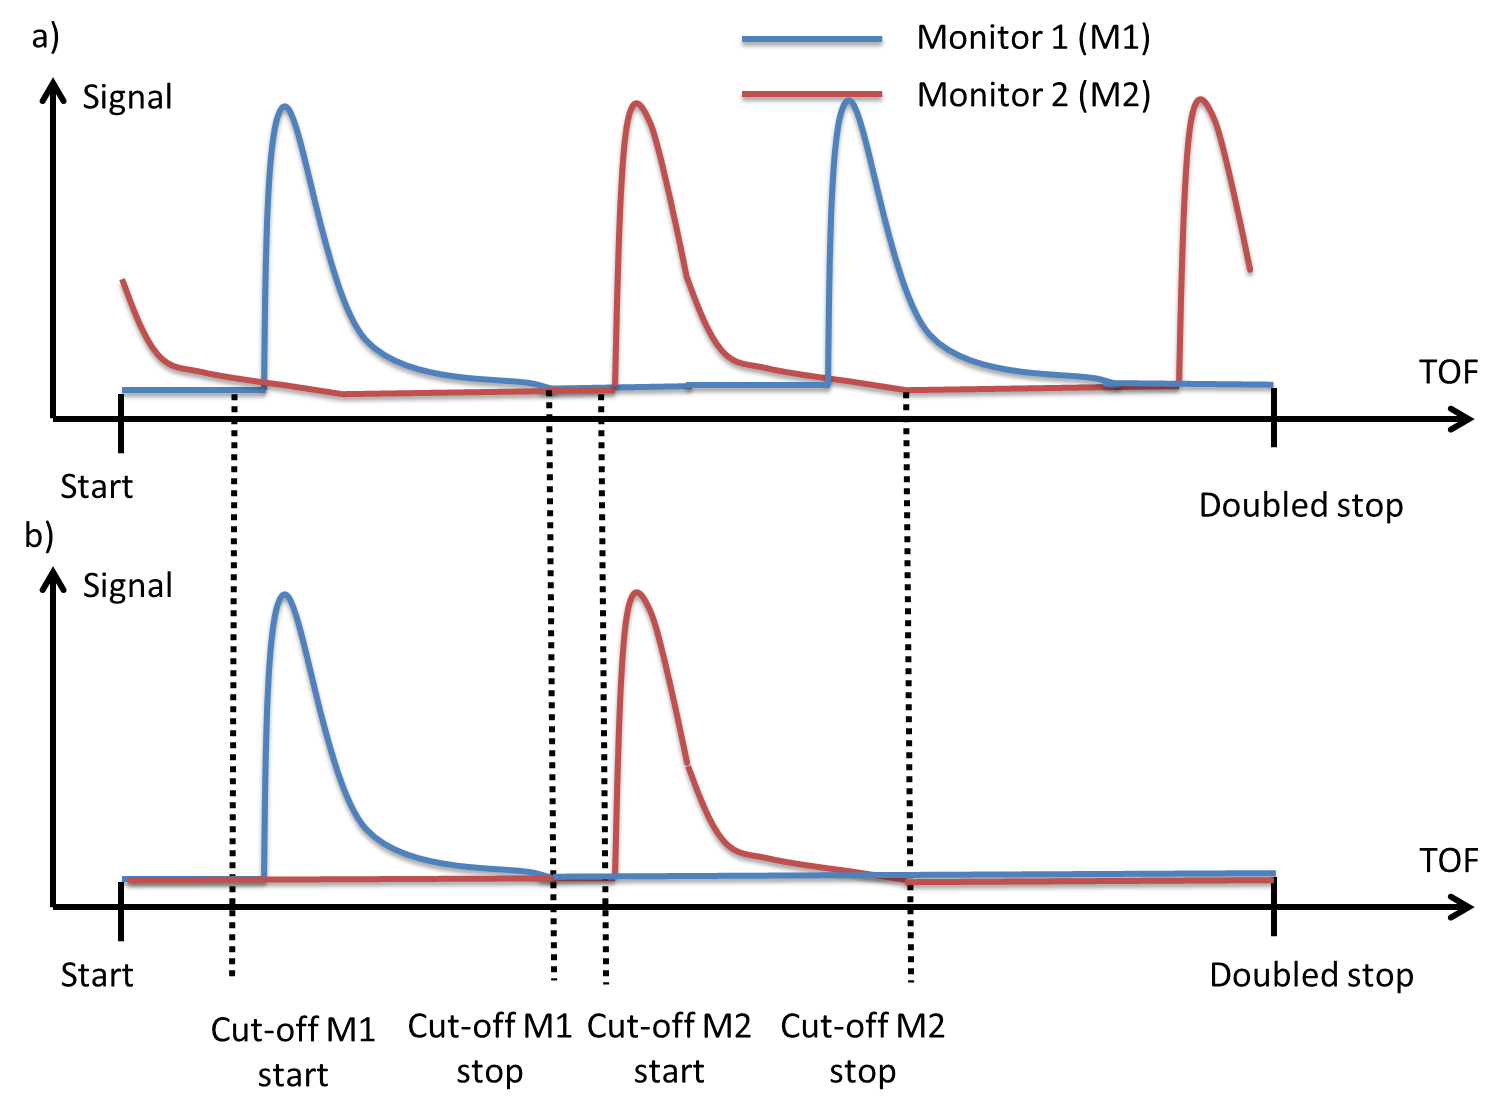 a)
Monitor 1 (M1)
Signal
Monitor 2 (M2)
TOF
Start
Doubled stop
b)
Signal
TOF
Start
Doubled stop
Cut-off M1
start
Cut-off M1
stop
Cut-off M2
start
Cut-off M2
stop